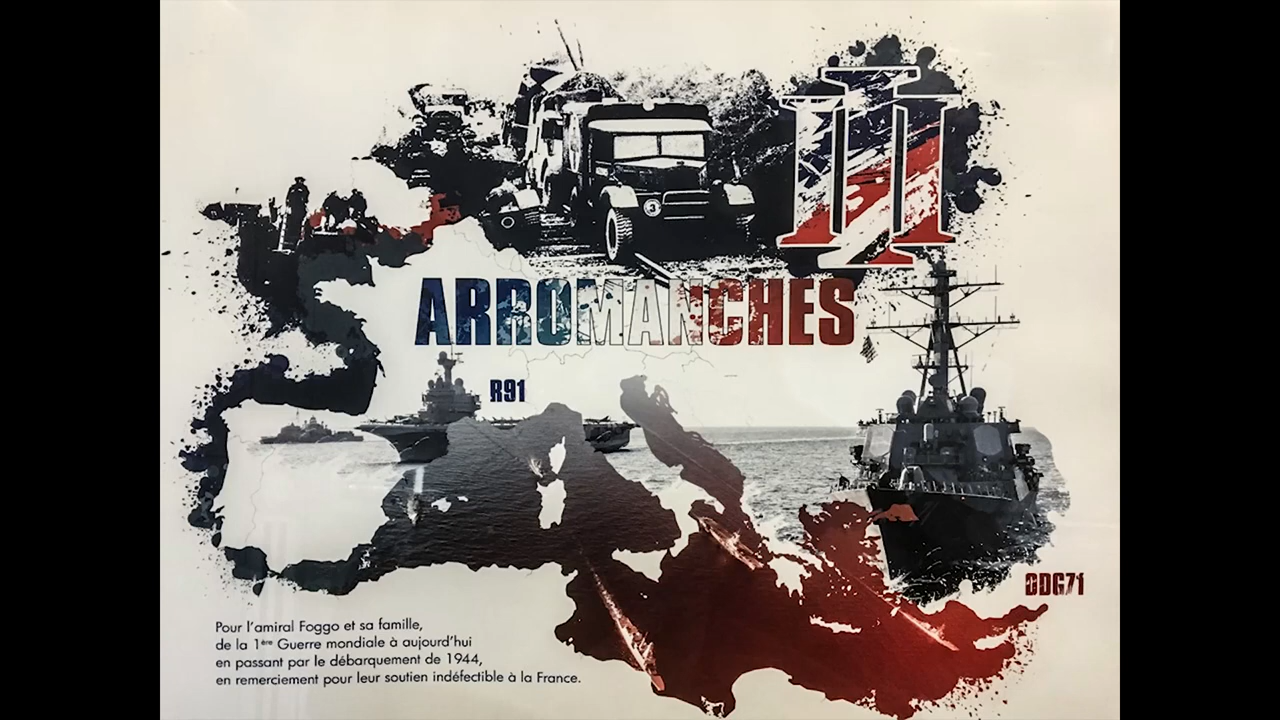 III
ARROMANCHES
R91
DDG71
Pour l'amiral Foggo et sa famille,
de la 1ère Guerre mondiale à aujourd'hui
en passant par le débarquement de 1944,
en remerciement pour leur soutien indéfectible à la France.